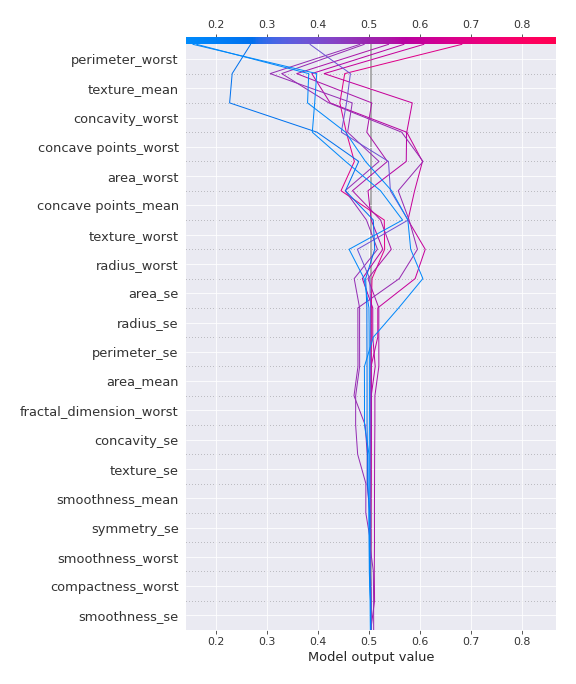 0.2 0.3 0.4 0.5 0.6 0.7 0.8
perimeter_worst
texture_mean
concavity_worst
concave points_worst
area_worst
concave points_mean
texture_worst
radius_worst
area_se
radius_se
perimeter_se
area_mean
fractal_dimension_worst
concavity_se
texture_se
smoothness_mean
symmetry_se
smoothness_worst
compactness_worst
smoothness_se
0.2 0.3 0.4 0.5 0.6 0.7 0.8
Model output value